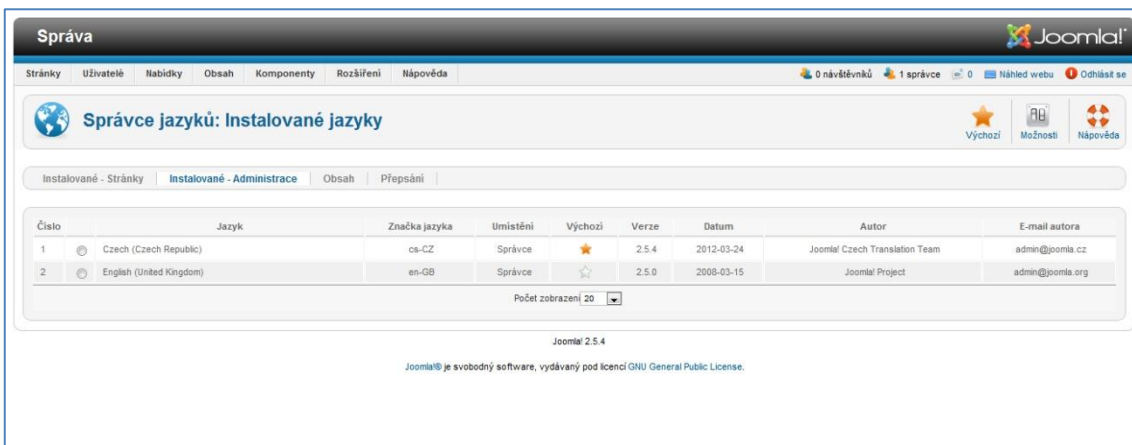 Správa Joomla!
Stránky Uživatelé Nabídky Obsah Komponenty Rozšíření Nápověda 0 návštěvníků 1 správce 0 Náhled webu Odhlásit se
Správce jazyků: Instalované jazyky
Výchozí Možnosti Nápověda
Instalované - Stránky Instalované - Administrace Obsah Přepsání
Číslo Jazyk Značka jazyka Umístění Výchozí Verze Datum Autor E-mail autora
1 Czech (Czech Republic) cs-CZ Správce 2.5.4 2012-03-24 Joomla! Czech Translation Team admin@joomla.cz
2 English (United Kingdom) en-GB Správce 2.5.0 2008-03-15 Joomla! Project admin@joomla.org
Počet zobrazení 20
Joomla! 2.5.4
Joomla!® je svobodný software, vydávaný pod licencí GNU General Public License.